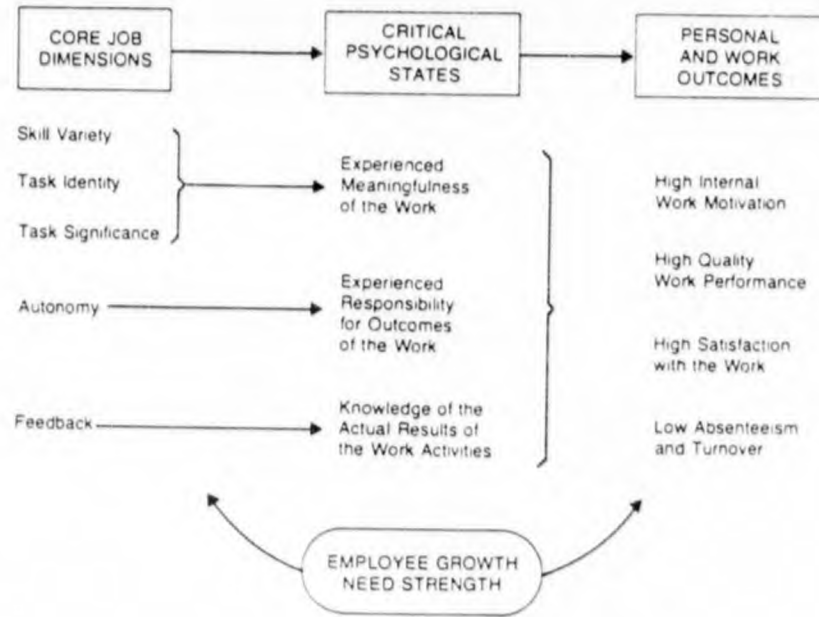 CORE JOB
DIMENSIONS
CRITICAL
PSYCHOLOGICAL
STATES
PERSONAL
AND WORK
OUTCOMES
Skill Variety
Task Identity
Task Significance
Experienced
Meaningfulness
of the Work
Autonomy
Experienced
Responsibility
for Outcomes
of the Work
Feedback
Knowledge of the
Actual Results of
the Work Activities
High Internal
Work Motivation
High Quality
Work Performance
High Satisfaction
with the Work
Low Absenteeism
and Turnover
EMPLOYEE GROWTH
NEED STRENGTH